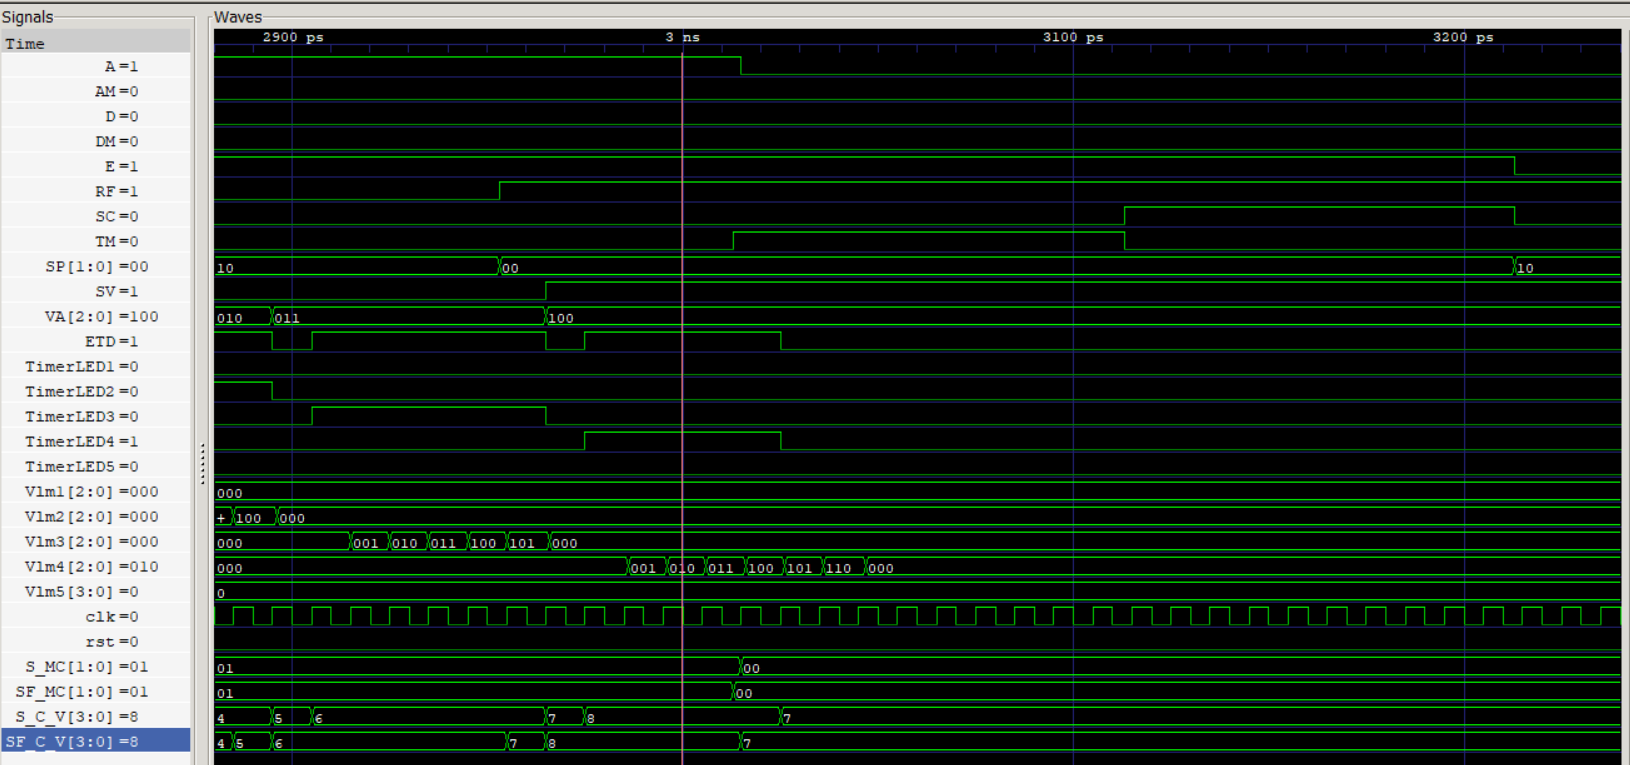 Signals Waves
Time 2900 ps 3 ns 3100 ps 3200 ps
A=1
AM=0
D=0
DM=0
E=1
RF=1
SC=0
TM=0
SP[1:0]=00 10 00 10
SV=1
VA[2:0]=100 010 011 100
ETD=1
TimerLED1=0
TimerLED2=0
TimerLED3=0
TimerLED4=1
TimerLED5=0
Vlm1[2:0]=000 000
Vlm2[2:0]=000 + 100 000
Vlm3[2:0]=000 000 001 010 011 100 101 000
Vlm4[2:0]=010 000 001 010 011 100 101 110 000
Vlm5[3:0]=0 0
clk=0
rst=0
S_MC[1:0]=01 01 00
SF_MC[1:0]=01 01 00
S_C_V[3:0]=8 4 5 6 7 8 7
SF_C_V[3:0]=8 4 5 6 7 8 7